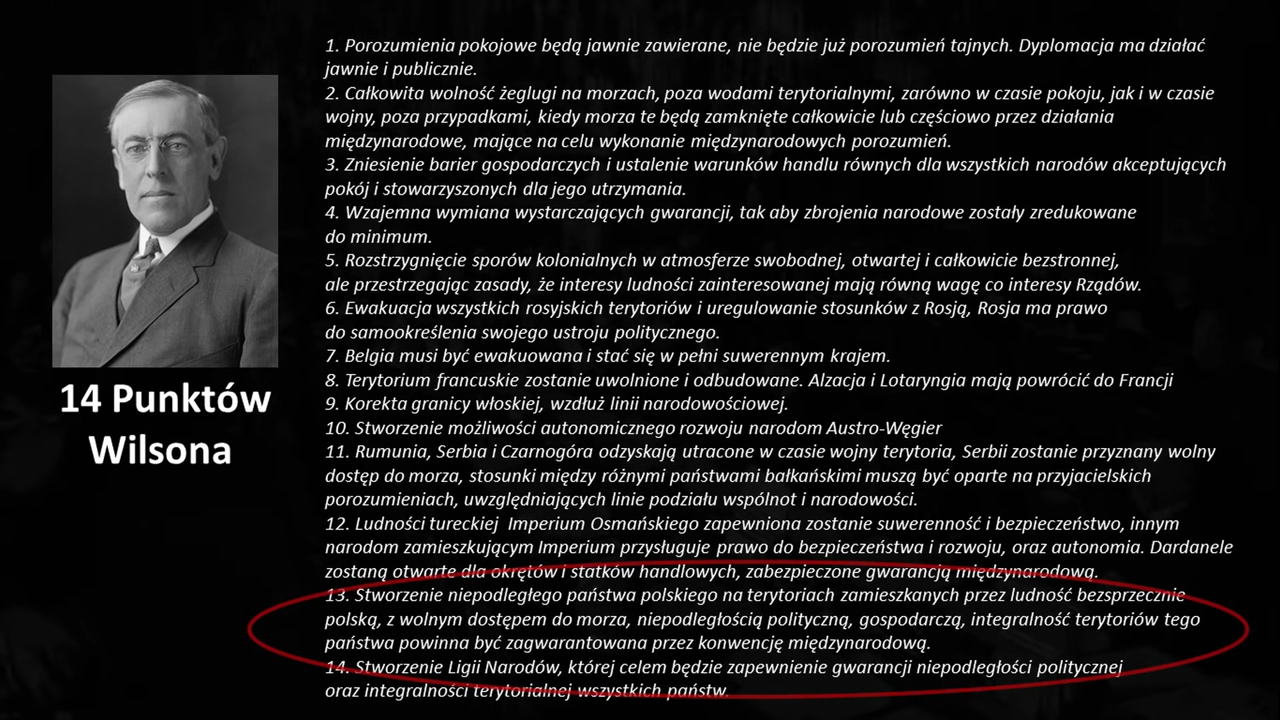 1. Porozumienia pokojowe będą jawnie zawierane, nie będzie już porozumień tajnych. Dyplomacja ma działać
jawnie i publicznie.
2. Całkowita wolność żeglugi na morzach, poza wodami terytorialnymi, zarówno w czasie pokoju, jak i w czasie
wojny, poza przypadkami, kiedy morza te będą zamknięte całkowicie lub częściowo przez działania
międzynarodowe, mające na celu wykonanie międzynarodowych porozumień.
3. Zniesienie barier gospodarczych i ustalenie warunków handlu równych dla wszystkich narodów akceptujących
pokój i stowarzyszonych dla jego utrzymania.
4. Wzajemna wymiana wystarczających gwarancji, tak aby zbrojenia narodowe zostały zredukowane
do minimum.
5. Rozstrzygnięcie sporów kolonialnych w atmosferze swobodnej, otwartej i całkowicie bezstronnej,
ale przestrzegając zasady, że interesy ludności zainteresowanej mają równą wagę co interesy Rządów.
6. Ewakuacja wszystkich rosyjskich terytoriów i uregulowanie stosunków z Rosją, Rosja ma prawo
do samookreślenia swojego ustroju politycznego.
7. Belgia musi być ewakuowana i stać się w pełni suwerennym krajem.
8. Terytorium francuskie zostanie uwolnione i odbudowane. Alzacja i Lotaryngia mają powrócić do Francji
9. Korekta granicy włoskiej, wzdłuż linii narodowościowej.
10. Stworzenie możliwości autonomicznego rozwoju narodom Austro-Węgier
11. Rumunia, Serbia i Czarnogóra odzyskają utracone w czasie wojny terytoria, Serbii zostanie przyznany wolny
dostęp do morza, stosunki między różnymi państwami bałkańskimi muszą być oparte na przyjacielskich
porozumieniach, uwzględniających linie podziału wspólnot i narodowości.
12. Ludności tureckiej Imperium Osmańskiego zapewniona zostanie suwerenność i bezpieczeństwo, innym
narodom zamieszkującym Imperium przysługuje prawo do bezpieczeństwa i rozwoju, oraz autonomia. Dardanele
zostaną otwarte dla okrętów i statków handlowych, zabezpieczone gwarancją międzynarodową.
13. Stworzenie niepodległego państwa polskiego na terytoriach zamieszkanych przez ludność bezsprzecznie
polską, z wolnym dostępem do morza, niepodległością polityczną, gospodarczą, integralność terytoriów tego
państwa powinna być zagwarantowana przez konwencję międzynarodową.
14. Stworzenie Ligii Narodów, której celem będzie zapewnienie gwarancji niepodległości politycznej
oraz integralności terytorialnej wszystkich państw.
14 Punktów
Wilsona